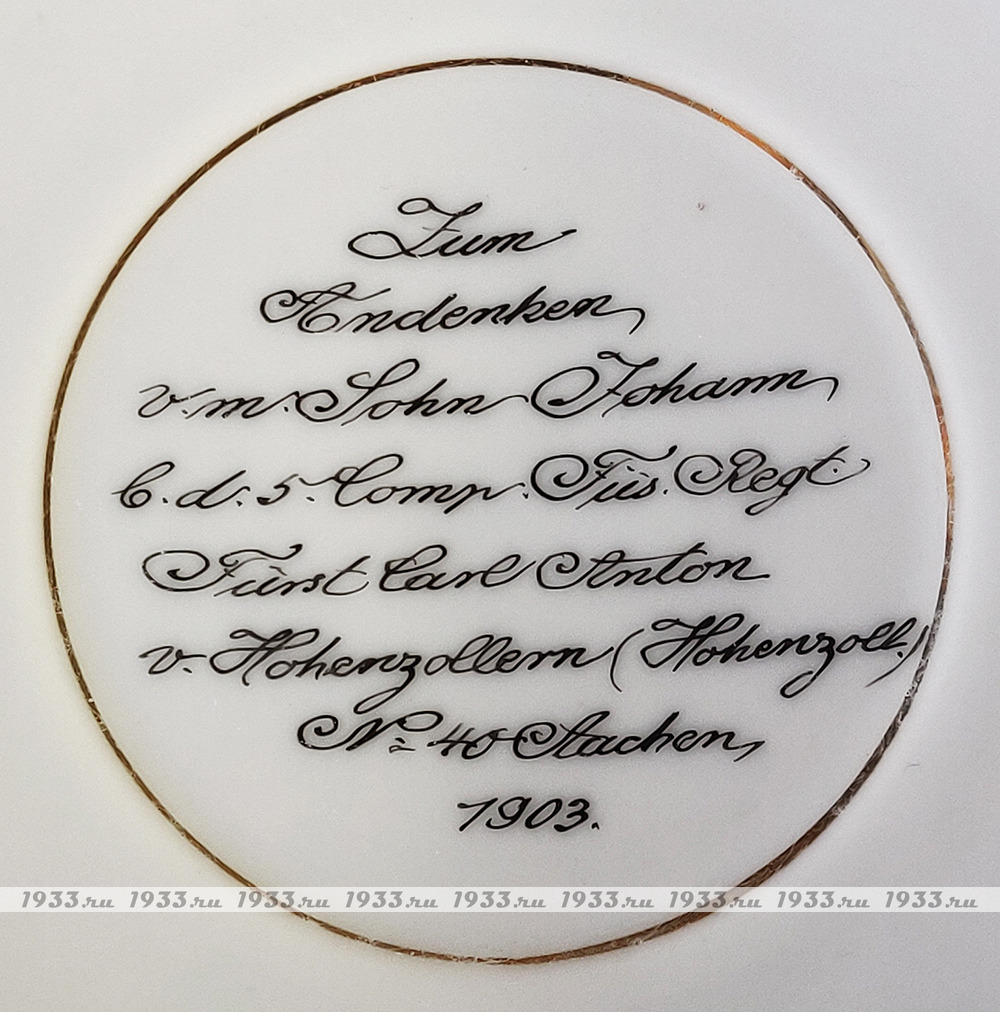 Zum
Andenken
v. m. Sohn Johann
b. d. 5. Comp. Füs. Regt.
Fürst Carl Anton
v. Hohenzollern (Hohenzoll.)
No. 40 Aachen,
1903.
1933.ru 1933.ru 1933.ru 1933.ru 1933.ru 1933.ru 1933.ru 1933.ru 1933.ru